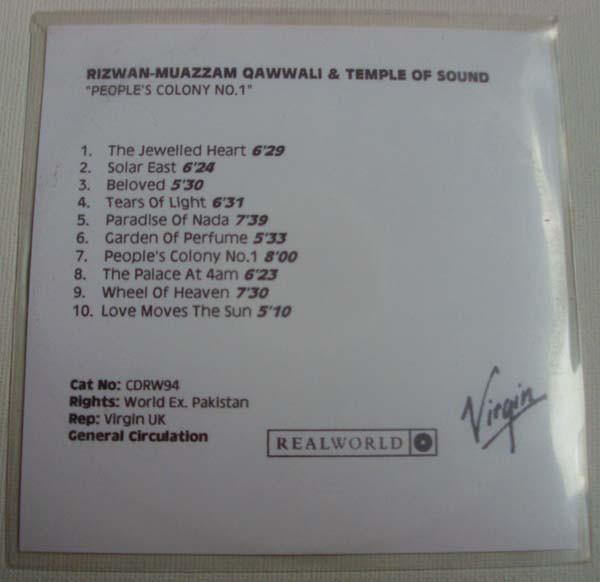 RIZWAN-MUAZZAM QAWWALI & TEMPLE OF SOUND
"PEOPLE'S COLONY NO.1"
1. The Jewelled Heart 6'29
2. Solar East 6'24
3. Beloved 5'30
4. Tears Of Light 6'31
5. Paradise Of Nada 7'39
6. Garden Of Perfume 5'33
7. People's Colony No.1 8'00
8. The Palace At 4am 6'23
9. Wheel Of Heaven 7'30
10. Love Moves The Sun 5'10
Cat No: CDRW94
Rights: World Ex. Pakistan
Rep: Virgin UK
General Circulation
REALWORLD
Virgin